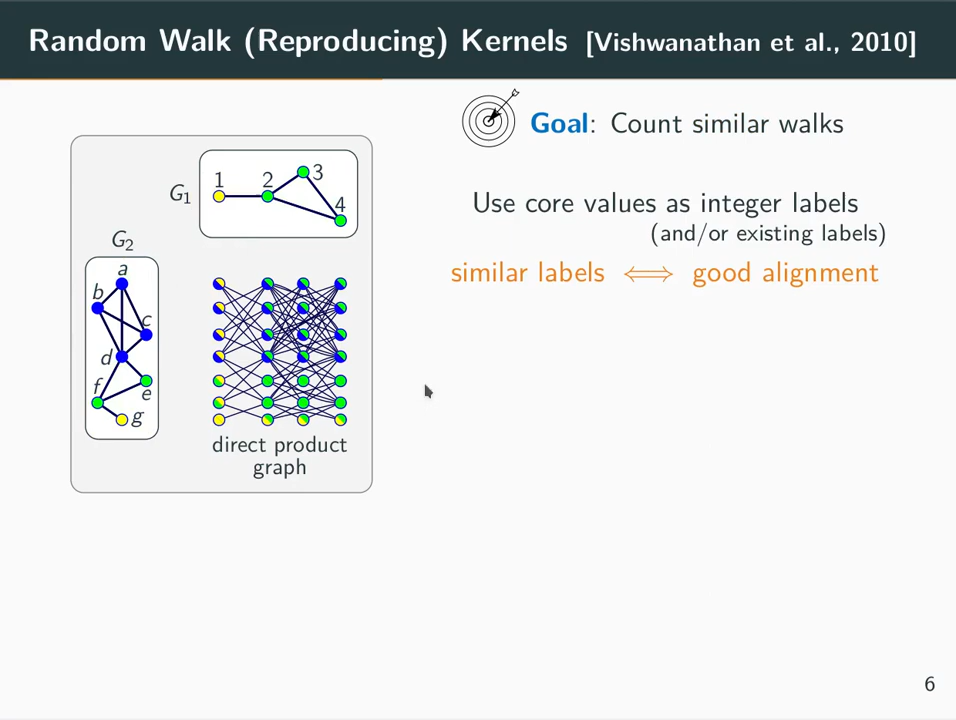 Random Walk (Reproducing) Kernels [Vishwanathan et al., 2010]
Goal: Count similar walks
Use core values as integer labels
(and/or existing labels)
similar labels ⟺ good alignment
G1
1 2 3
4
G2
a
b
c
d
f
e
g
direct product
graph
6